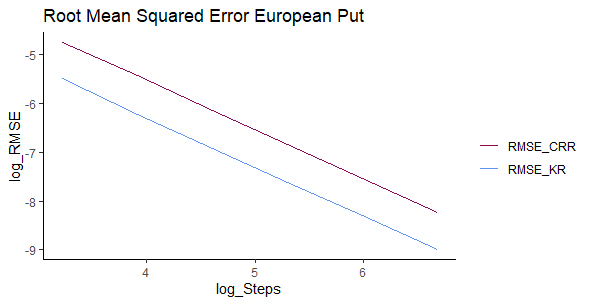 Root Mean Squared Error European Put
-5
-6
-7
-8
-9
log_RMSE
4
5
6
log_Steps
RMSE_CRR
RMSE_KR